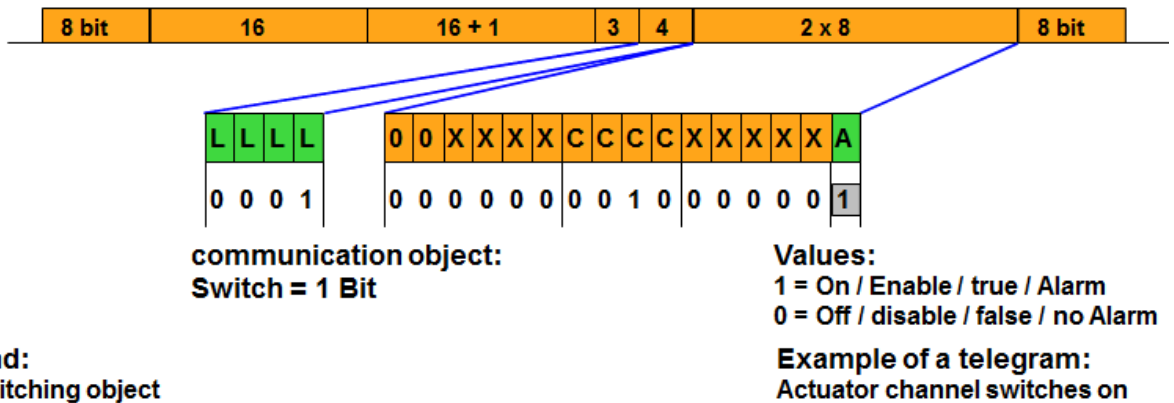 8 bit 16 16 + 1 3 4 2 x 8 8 bit
L L L L 0 0 X X X X C C C C X X X X X A
0 0 0 1 0 0 0 0 0 0 0 0 1 0 0 0 0 0 0 1
communication object:
Switch = 1 Bit
Values:
1 = On / Enable / true / Alarm
0 = Off / disable / false / no Alarm
d:
itching object
Example of a telegram:
Actuator channel switches on